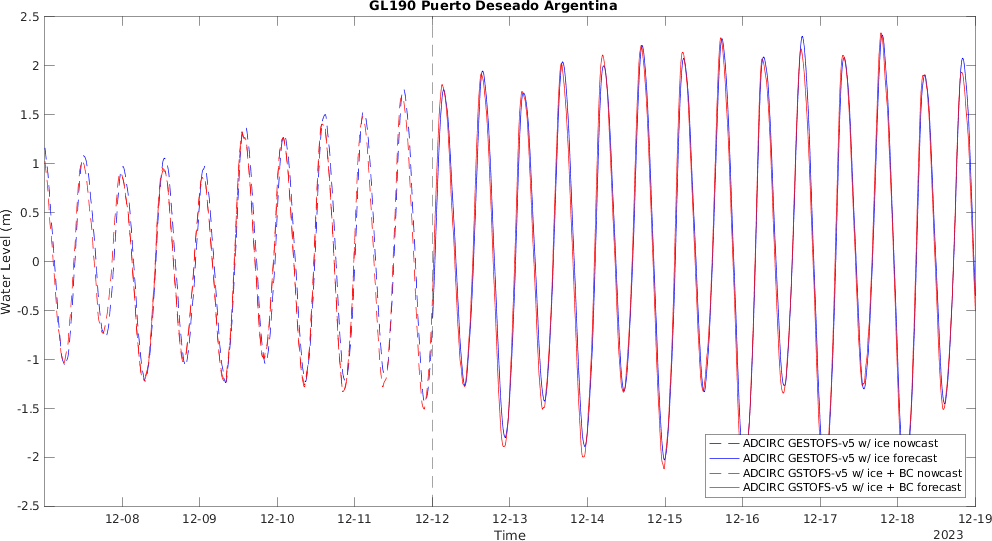 GL190 Puerto Deseado Argentina
2.5
2
1.5
1
0.5
0
-0.5
-1
-1.5
-2
-2.5
Water Level (m)
ADCIRC GESTOFS-v5 w/ ice nowcast
ADCIRC GESTOFS-v5 w/ ice forecast
ADCIRC GSTOFS-v5 w/ ice + BC nowcast
ADCIRC GSTOFS-v5 w/ ice + BC forecast
12-08 12-09 12-10 12-11 12-12 12-13 12-14 12-15 12-16 12-17 12-18 12-19
Time
2023